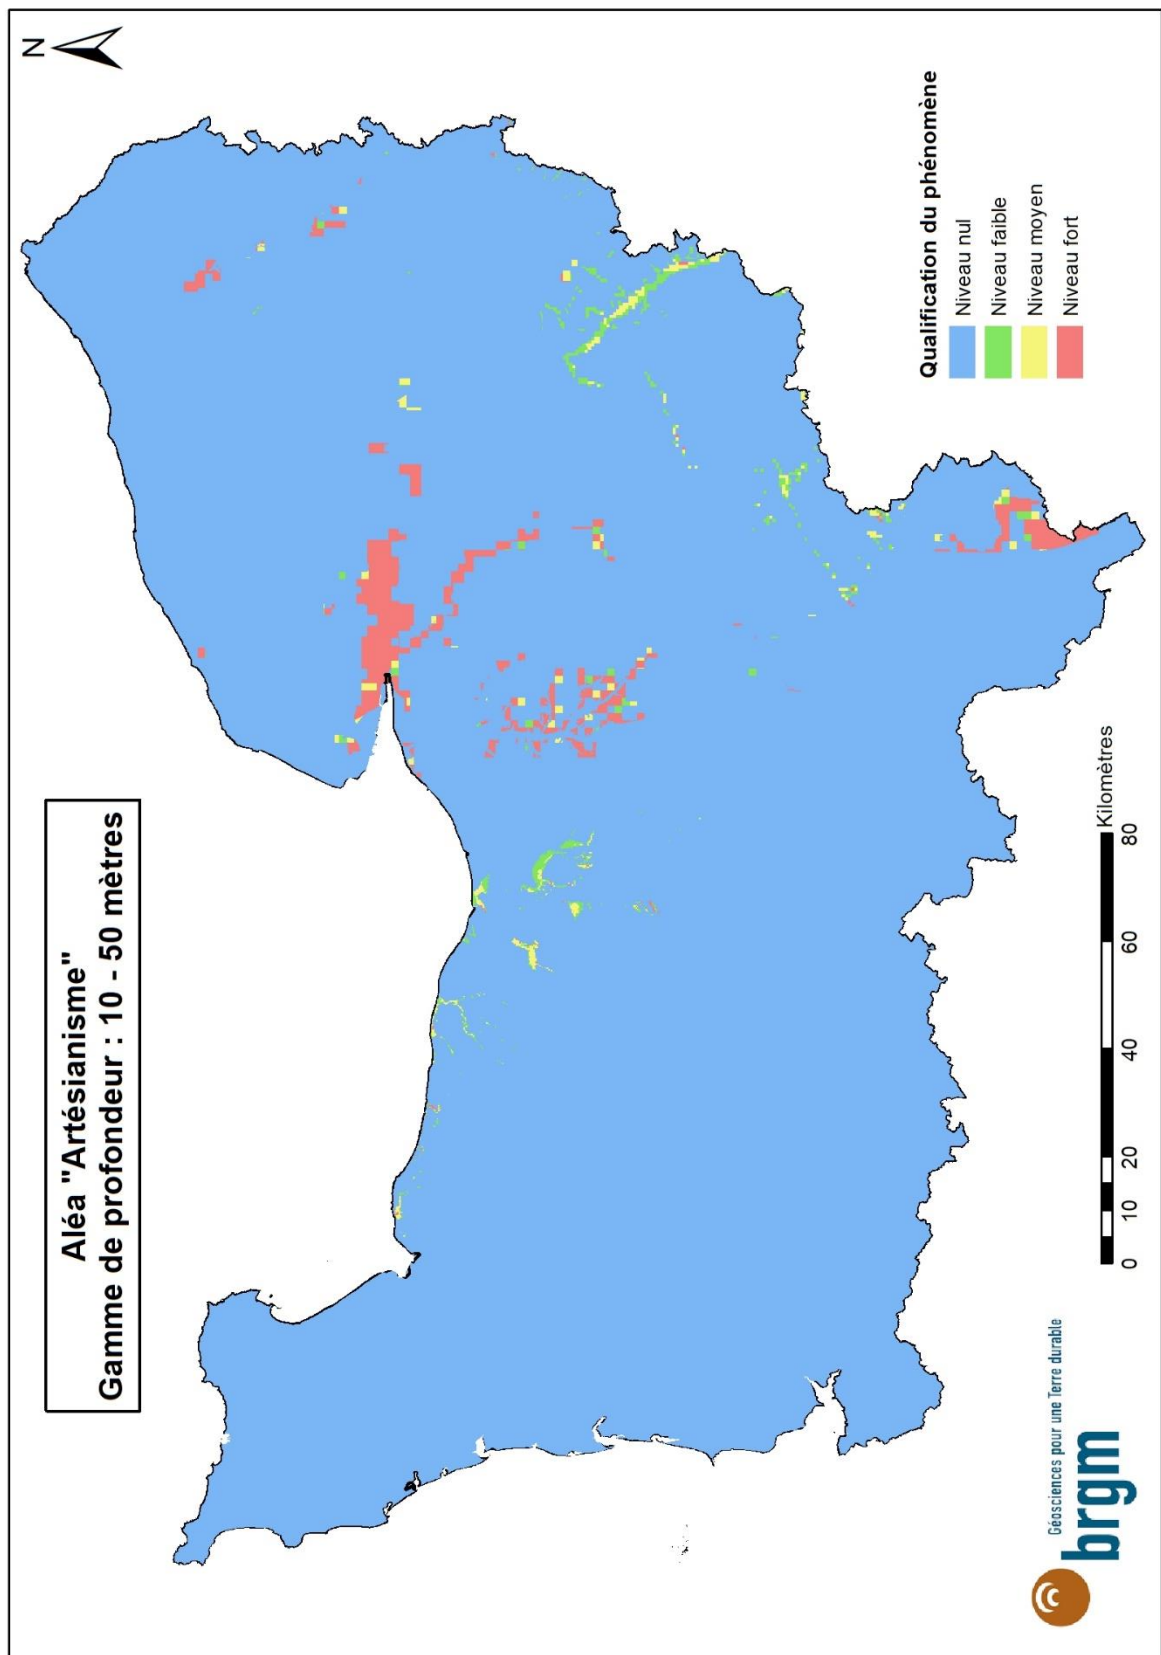 Aléa "Artésianisme"
Gamme de profondeur : 10 - 50 mètres
N
Qualification du phénomène
Niveau nul
Niveau faible
Niveau moyen
Niveau fort
Géosciences pour une Terre durable
brgm
0 10 20 40 60 80
Kilomètres